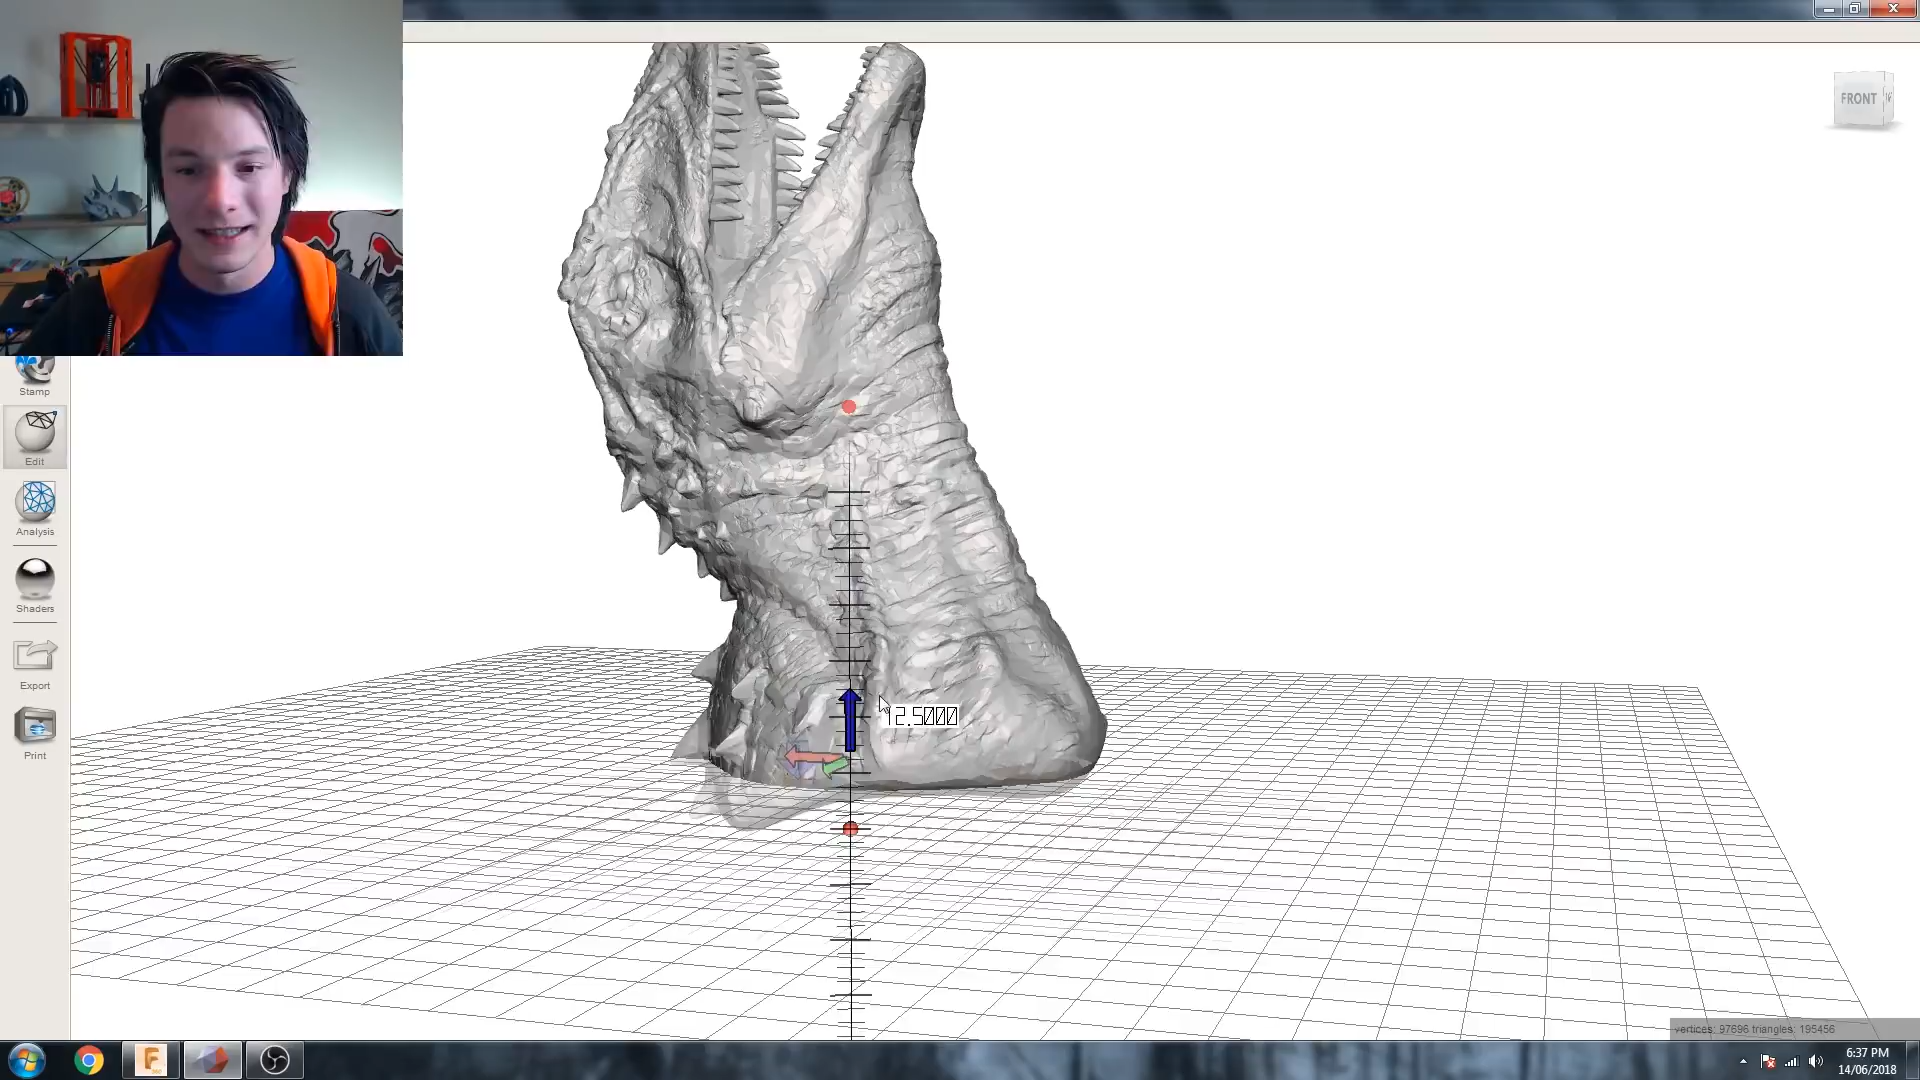 FRONT
Stamp
Edit
Analysis
Shaders
Export
Print
12.5000
vertices: 97696 triangles: 195456
6:37 PM
14/06/2018